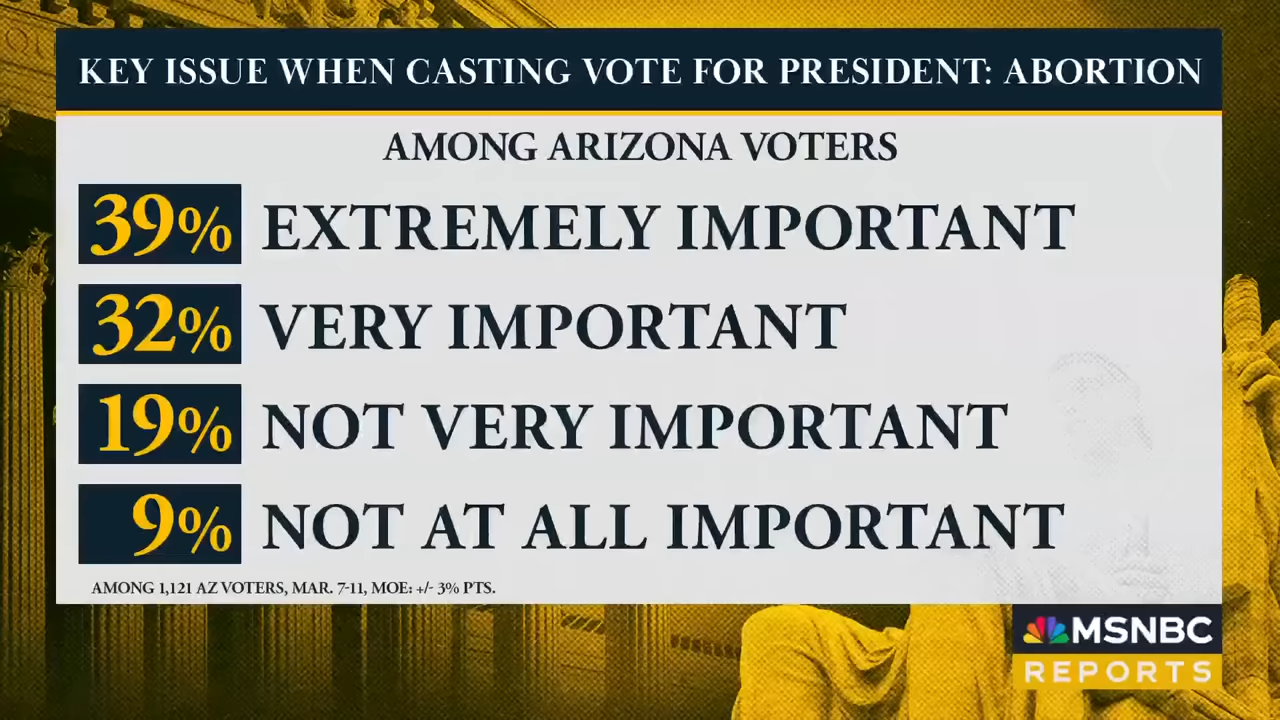 KEY ISSUE WHEN CASTING VOTE FOR PRESIDENT: ABORTION
AMONG ARIZONA VOTERS
39% EXTREMELY IMPORTANT
32% VERY IMPORTANT
19% NOT VERY IMPORTANT
9% NOT AT ALL IMPORTANT
AMONG 1,121 AZ VOTERS, MAR. 7-11, MOE: +/- 3% PTS.
MSNBC
REPORTS